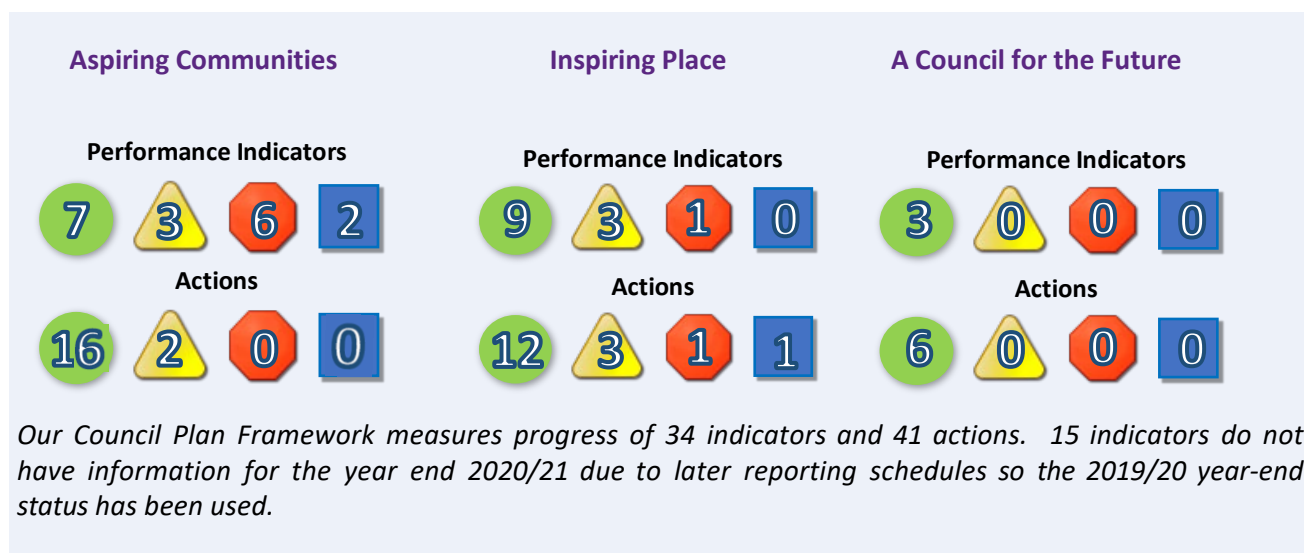 Aspiring Communities
Inspiring Place
A Council for the Future
Performance Indicators
Performance Indicators
Performance Indicators
7 3 6 2
9 3 1 0
3 0 0 0
Actions
Actions
Actions
16 2 0 0
12 3 1 1
6 0 0 0
Our Council Plan Framework measures progress of 34 indicators and 41 actions. 15 indicators do not
have information for the year end 2020/21 due to later reporting schedules so the 2019/20 year-end
status has been used.